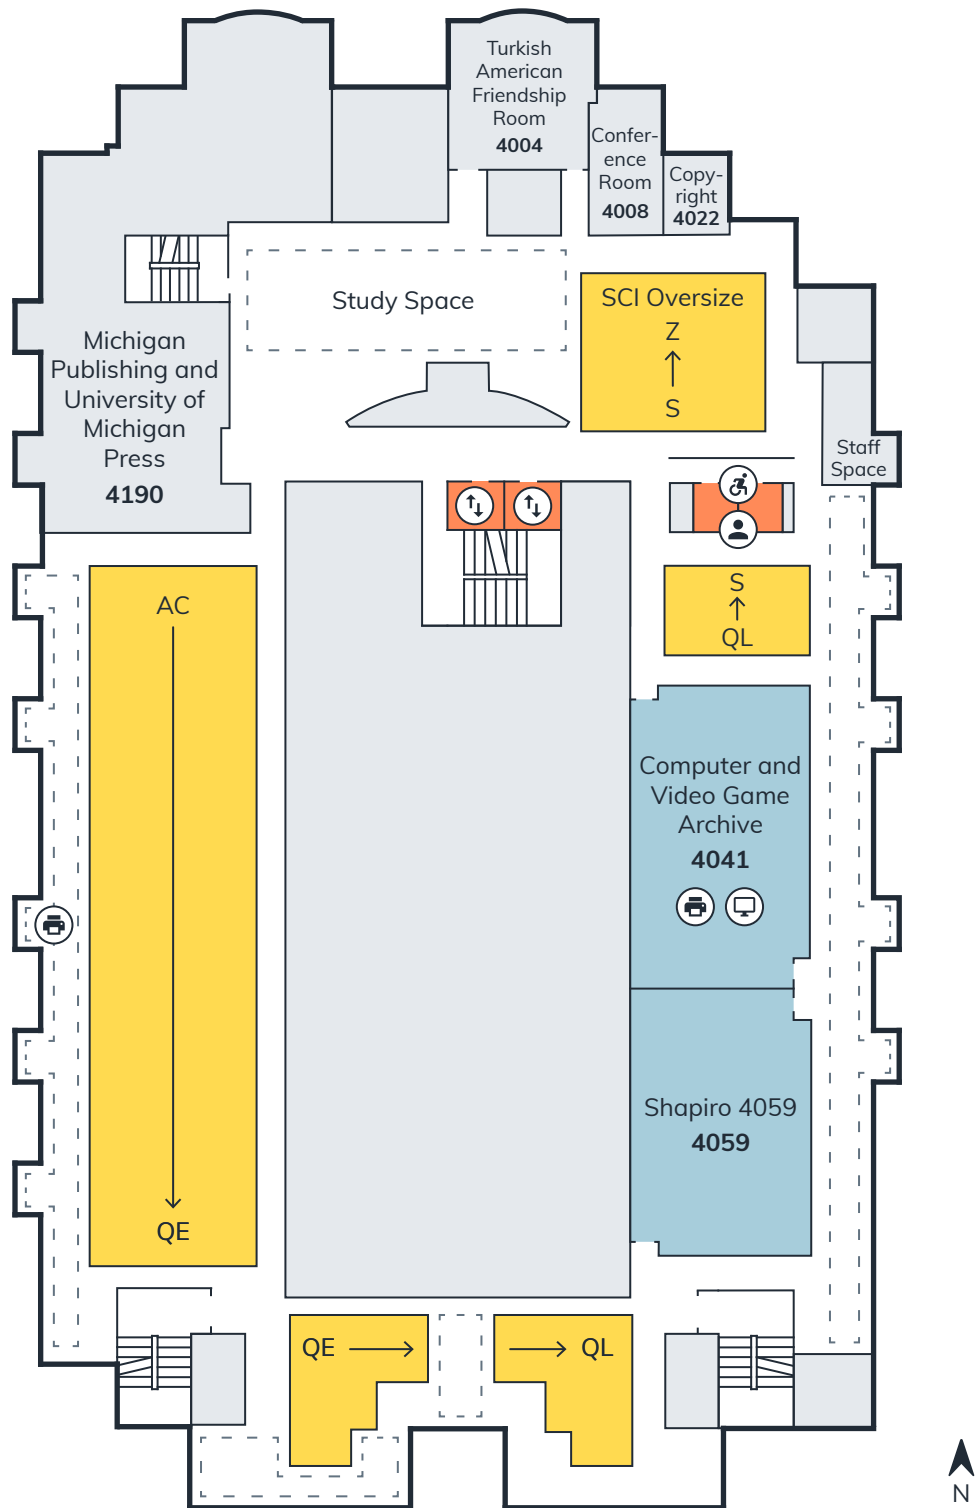 Turkish
American
Friendship
Room
4004
Confer-
ence
Room
4008
Copy-
right
4022
Study Space
SCI Oversize
Z
S
Michigan
Publishing and
University of
Michigan
Press
4190
Staff
Space
AC
S
QL
Computer and
Video Game
Archive
4041
Shapiro 4059
4059
QE
QE
QL
N